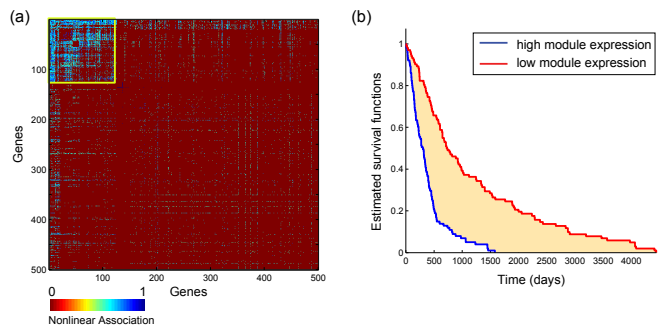 (a)
Genes
100
200
300
400
500
0 100 200 300 400 500
Genes
0 1
Nonlinear Association
(b)
high module expression
low module expression
Estimated survival functions
1
0.8
0.6
0.4
0.2
0
0 500 1000 1500 2000 2500 3000 3500 4000
Time (days)